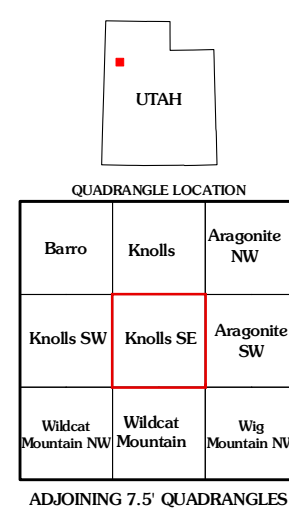 UTAH
QUADRANGLE LOCATION
Barro
Knolls
Aragonite
NW
Knolls SW
Knolls SE
Aragonite
SW
Wildcat
Mountain NW
Wildcat
Mountain
Wig
Mountain NW
ADJOINING 7.5' QUADRANGLES